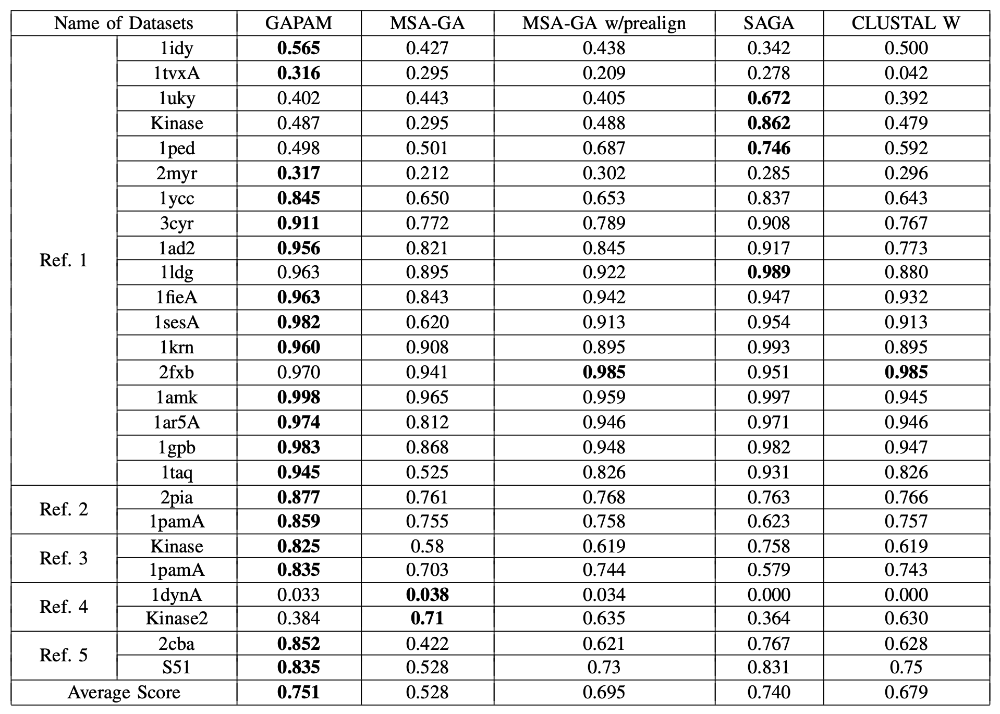 Name of Datasets GAPAM MSA-GA MSA-GA w/prealign SAGA CLUSTAL W
1idy 0.565 0.427 0.438 0.342 0.500
1tvxA 0.316 0.295 0.209 0.278 0.042
1uky 0.402 0.443 0.405 0.672 0.392
Kinase 0.487 0.295 0.488 0.862 0.479
1ped 0.498 0.501 0.687 0.746 0.592
2myr 0.317 0.212 0.302 0.285 0.296
1ycc 0.845 0.650 0.653 0.837 0.643
3cyr 0.911 0.772 0.789 0.908 0.767
1ad2 0.956 0.821 0.845 0.917 0.773
Ref. 1
1ldg 0.963 0.895 0.922 0.989 0.880
1fieA 0.963 0.843 0.942 0.947 0.932
1sesA 0.982 0.620 0.913 0.954 0.913
1krn 0.960 0.908 0.895 0.993 0.895
2fxb 0.970 0.941 0.985 0.951 0.985
1amk 0.998 0.965 0.959 0.997 0.945
1ar5A 0.974 0.812 0.946 0.971 0.946
1gpb 0.983 0.868 0.948 0.982 0.947
1taq 0.945 0.525 0.826 0.931 0.826
2pia 0.877 0.761 0.768 0.763 0.766
Ref. 2
1pamA 0.859 0.755 0.758 0.623 0.757
Kinase 0.825 0.58 0.619 0.758 0.619
Ref. 3
1pamA 0.835 0.703 0.744 0.579 0.743
1dynA 0.033 0.038 0.034 0.000 0.000
Ref. 4
Kinase2 0.384 0.71 0.635 0.364 0.630
2cba 0.852 0.422 0.621 0.767 0.628
Ref. 5
S51 0.835 0.528 0.73 0.831 0.75
Average Score 0.751 0.528 0.695 0.740 0.679